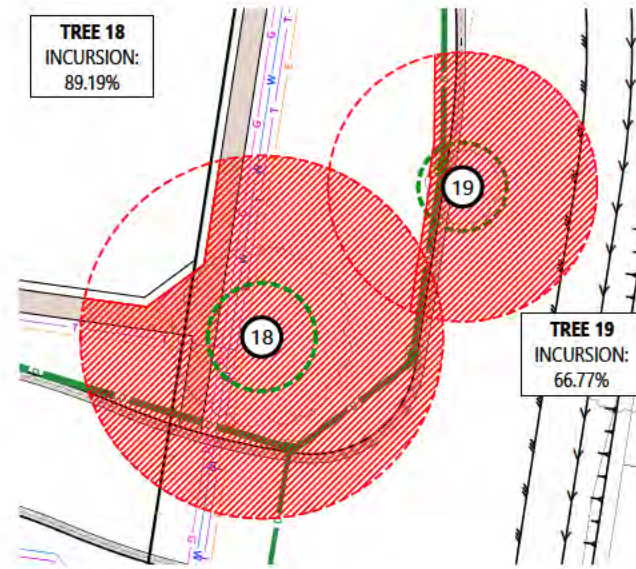 TREE 18
INCURSION:
89.19%
G
T
W
G
T
W
E
G
T
19
W
18
T
TREE 19
INCURSION:
66.77%
D
D
D
W
G
W